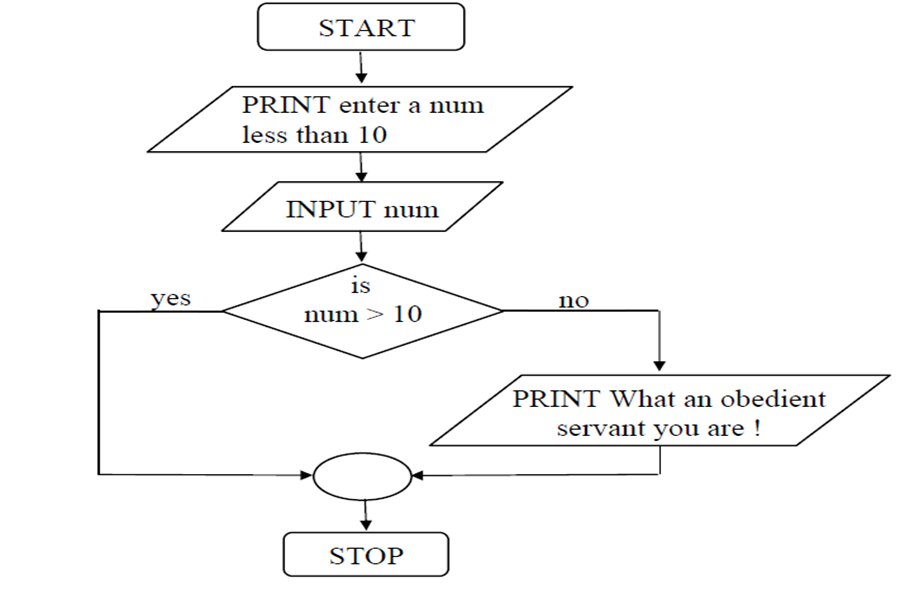 START
PRINT enter a num
less than 10
INPUT num
is
num > 10
yes
no
PRINT What an obedient
servant you are !
STOP